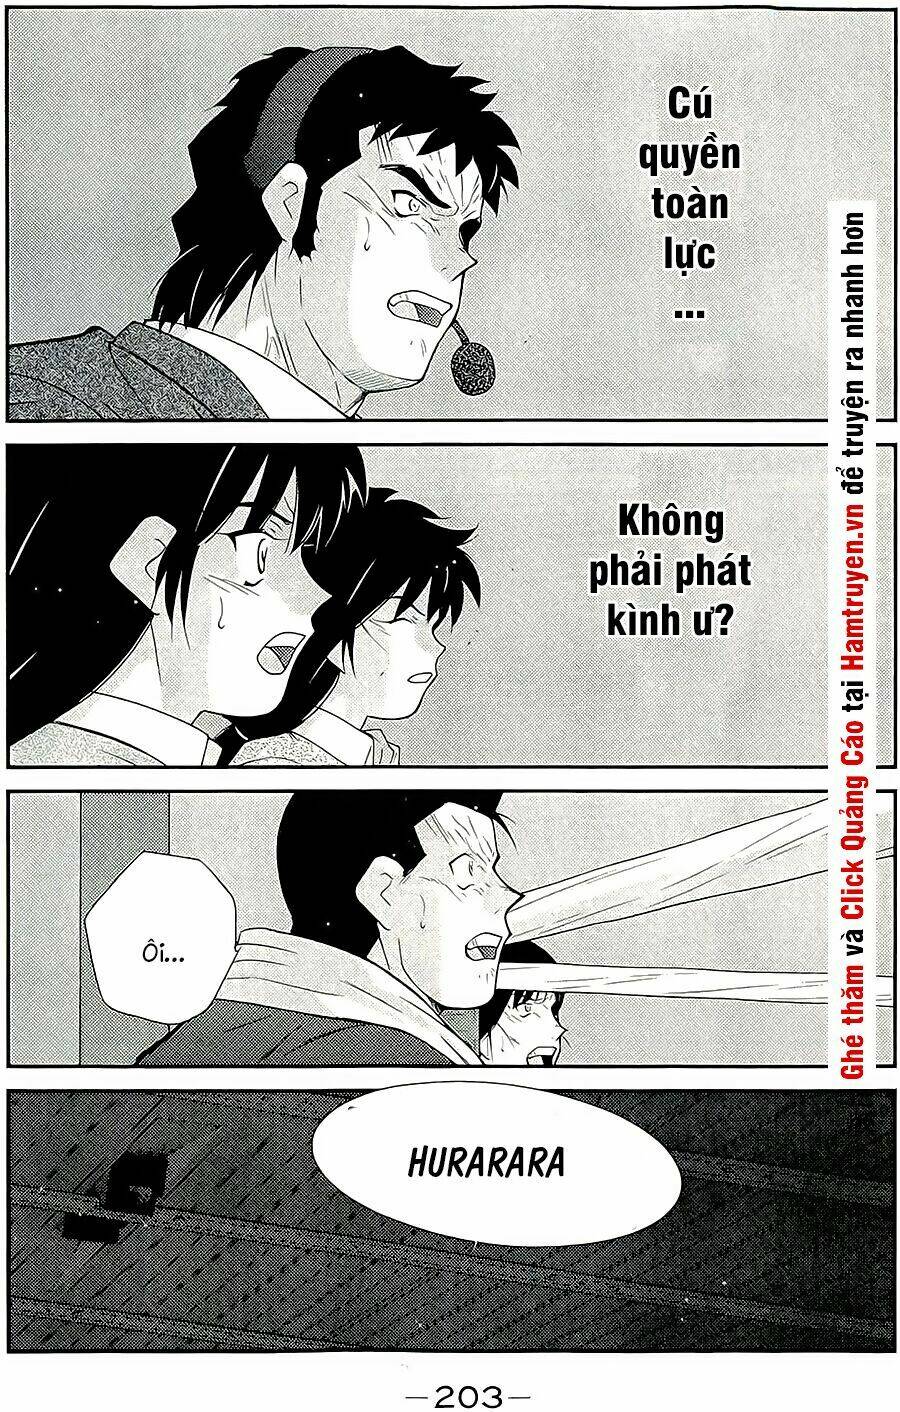 Cú
quyền
toàn
lực
...
Không
phải phát
kình ư?
Ôi...
HURARARA
Ghé thăm và Click Quảng Cáo tại Hamtruyen.vn để truyện ra nhanh hơn
-203-